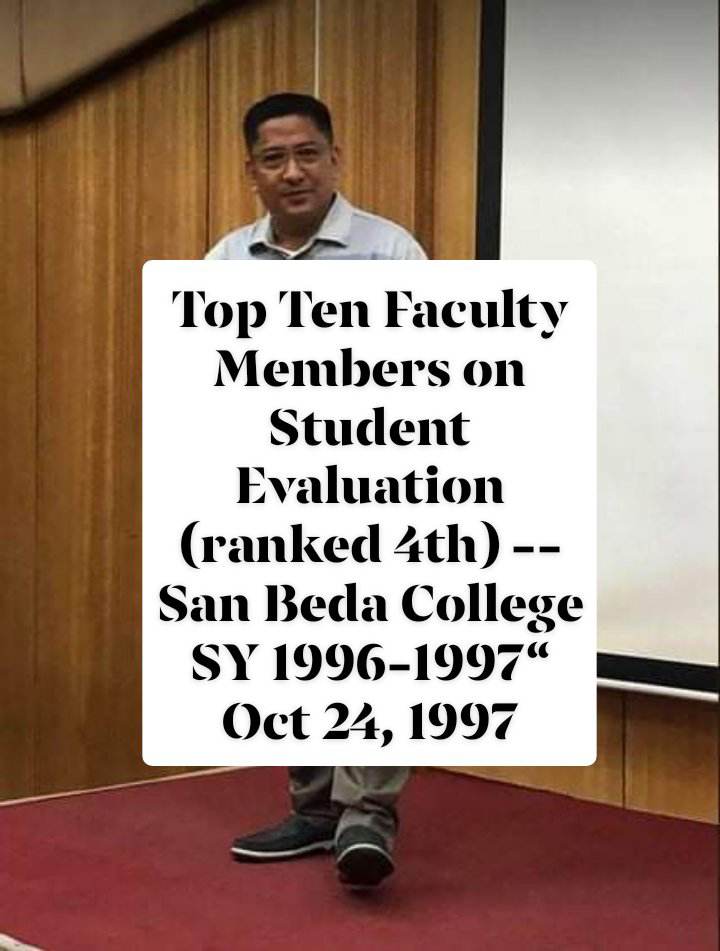 Top Ten Faculty
Members on
Student
Evaluation
(ranked 4th) --
San Beda College
SY 1996-1997“
Oct 24, 1997